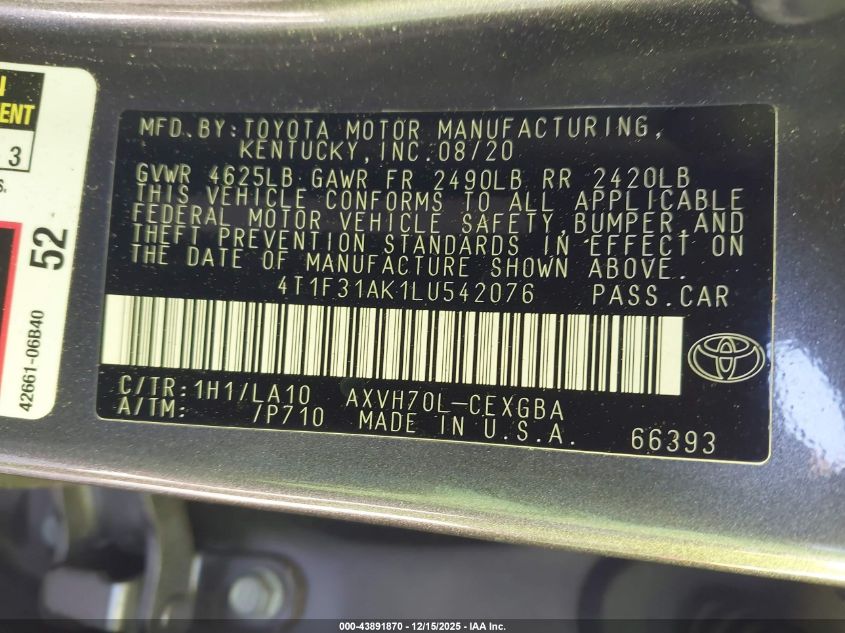 MFD. BY: TOYOTA MOTOR MANUFACTURING,
KENTUCKY, INC. 08/20
GVWR 4625LB GAWR FR 2490LB RR 2420LB
THIS VEHICLE CONFORMS TO ALL APPLICABLE
FEDERAL MOTOR VEHICLE SAFETY, BUMPER, AND
THEFT PREVENTION STANDARDS IN EFFECT ON
THE DATE OF MANUFACTURE SHOWN ABOVE.
4T1F31AK1LU542076 PASS. CAR
C/TR: 1H1/LA10 AXVH70L-CEXGBA
A/TM: /P710 MADE IN U.S.A. 66393
3
52
42661-06B40
000-43891870 - 12/15/2025 - IAA Inc.